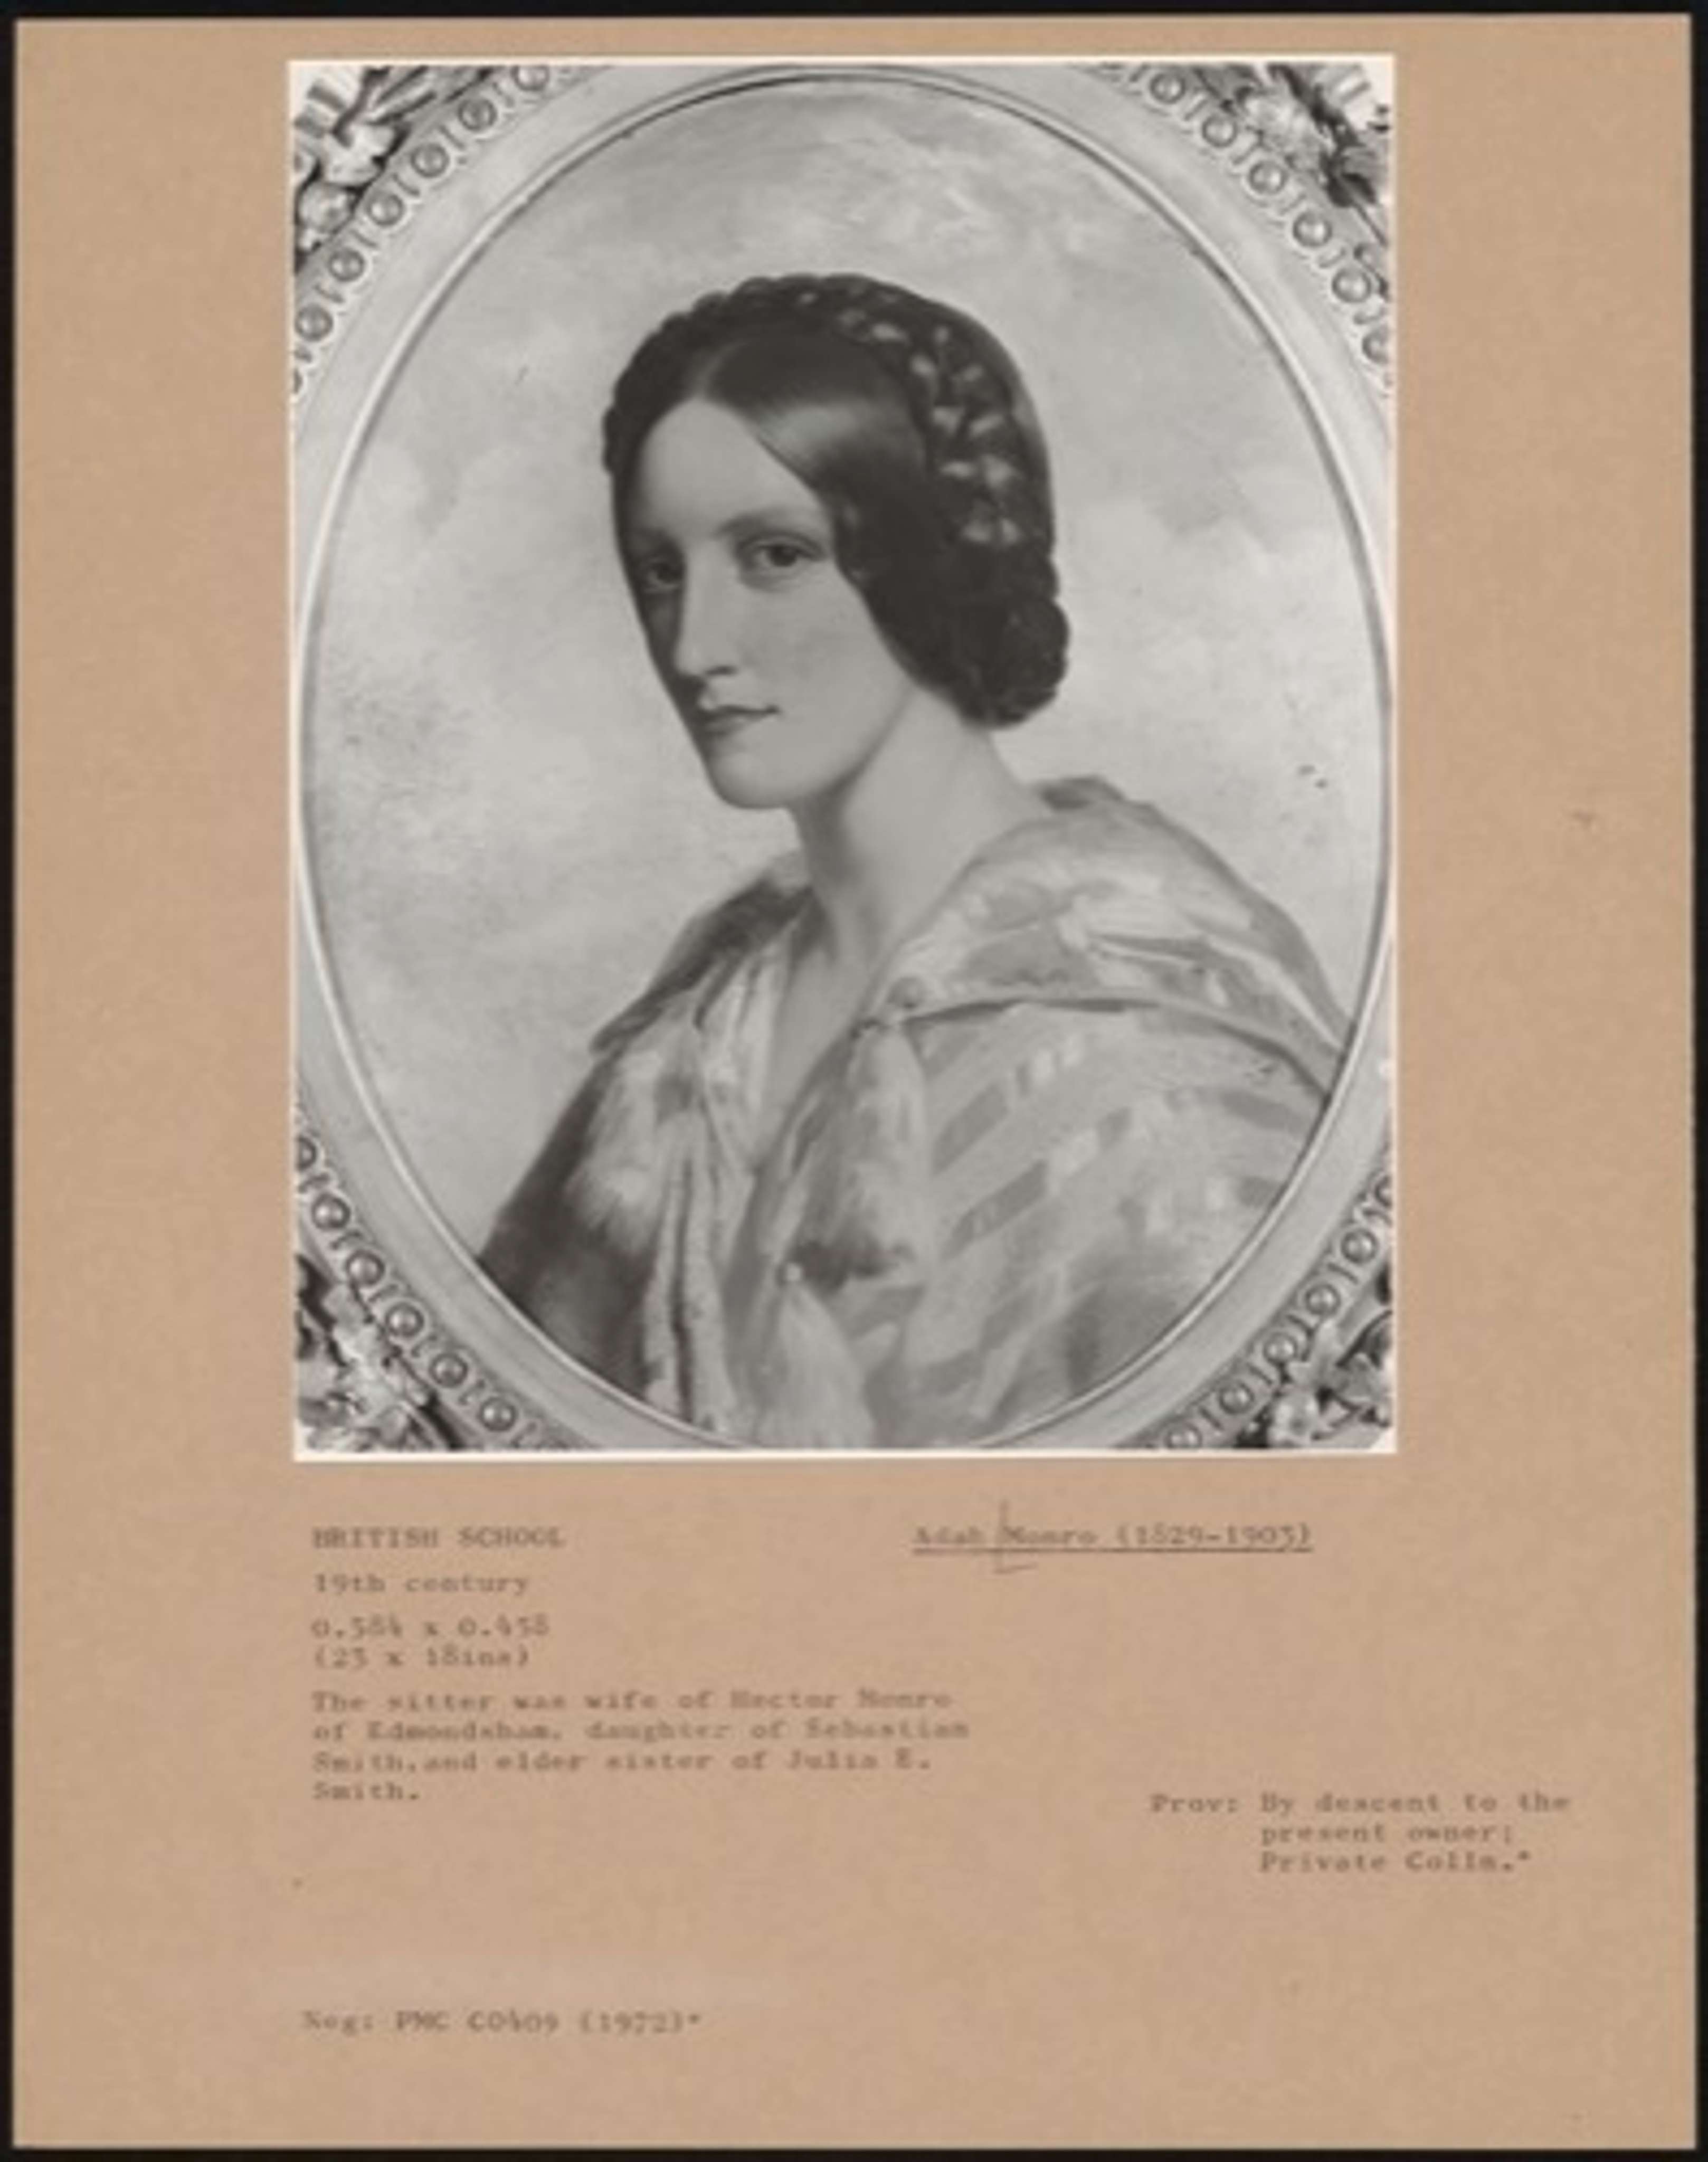 BRITISH SCHOOL
Adah Monro (1829-1903)
19th century
0.584 x 0.458
(23 x 18ins)
The sitter was wife of Hector Monro
of Edmondsham, daughter of Sebastian
Smith,and elder sister of Julia E.
Smith.
Prov: By descent to the
present owner;
Private Colln.*
Neg: PMC CO409 (1972)*